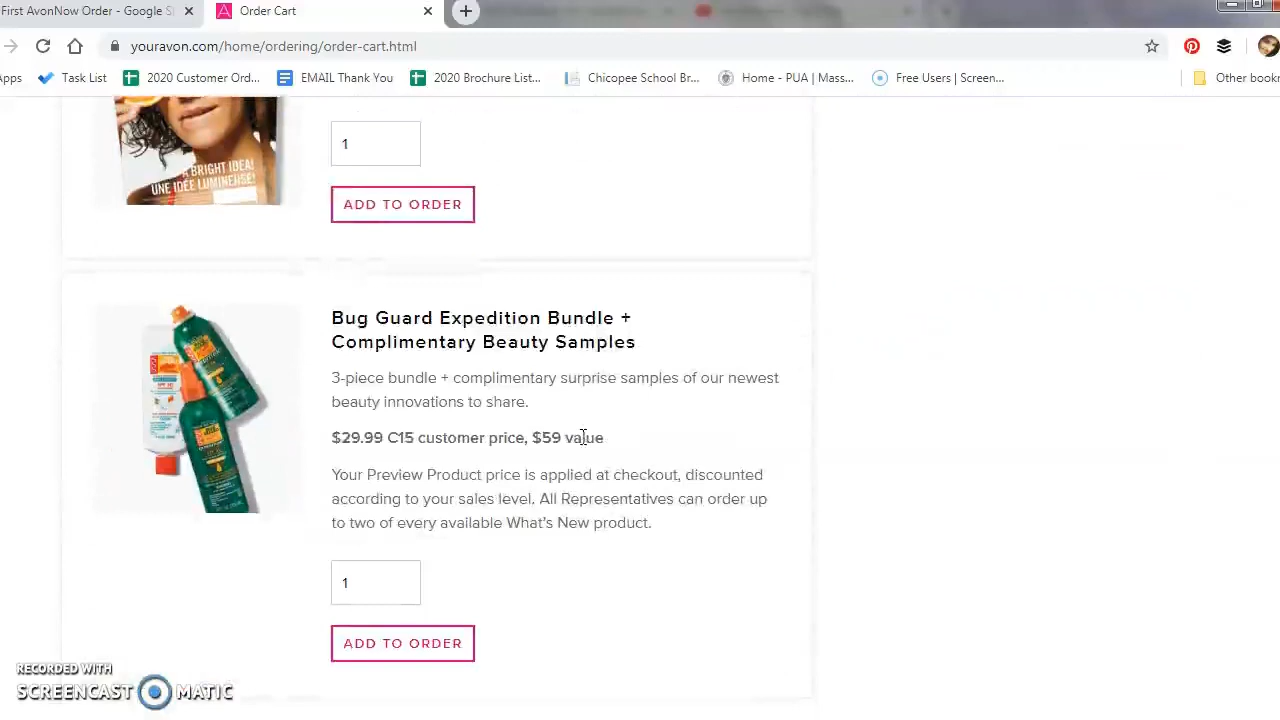 First AvonNow Order - Google S
Order Cart
youravon.com/home/ordering/order-cart.html
Apps
Task List
2020 Customer Ord...
EMAIL Thank You
2020 Brochure List...
Chicopee School Br...
Home - PUA | Mass...
Free Users | Screen...
Other bookr
A BRIGHT IDEA!
UNE IDÉE LUMINEUSE!
1
ADD TO ORDER
Bug Guard Expedition Bundle +
Complimentary Beauty Samples
3-piece bundle + complimentary surprise samples of our newest
beauty innovations to share.
$29.99 C15 customer price, $59 value
Your Preview Product price is applied at checkout, discounted
according to your sales level. All Representatives can order up
to two of every available What's New product.
1
ADD TO ORDER
RECORDED WITH
SCREENCAST MATIC